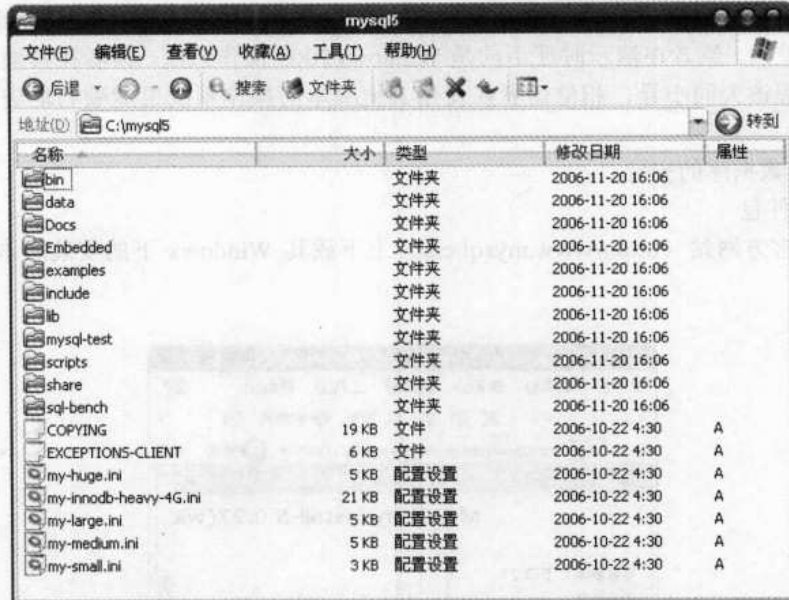 mysql5
文件(F) 编辑(E) 查看(V) 收藏(A) 工具(T) 帮助(H)
后退 搜索 文件夹
地址(D) C:\mysql5 转到
名称 大小 类型 修改日期 属性
bin 文件夹 2006-11-20 16:06
data 文件夹 2006-11-20 16:06
Docs 文件夹 2006-11-20 16:06
Embedded 文件夹 2006-11-20 16:06
examples 文件夹 2006-11-20 16:06
include 文件夹 2006-11-20 16:06
lib 文件夹 2006-11-20 16:06
mysql-test 文件夹 2006-11-20 16:06
scripts 文件夹 2006-11-20 16:06
share 文件夹 2006-11-20 16:06
sql-bench 文件夹 2006-11-20 16:06
COPYING 19 KB 文件 2006-10-22 4:30 A
EXCEPTIONS-CLIENT 6 KB 文件 2006-10-22 4:30 A
my-huge.ini 5 KB 配置设置 2006-10-22 4:30 A
my-innodb-heavy-4G.ini 21 KB 配置设置 2006-10-22 4:30 A
my-large.ini 5 KB 配置设置 2006-10-22 4:30 A
my-medium.ini 5 KB 配置设置 2006-10-22 4:30 A
my-small.ini 3 KB 配置设置 2006-10-22 4:30 A